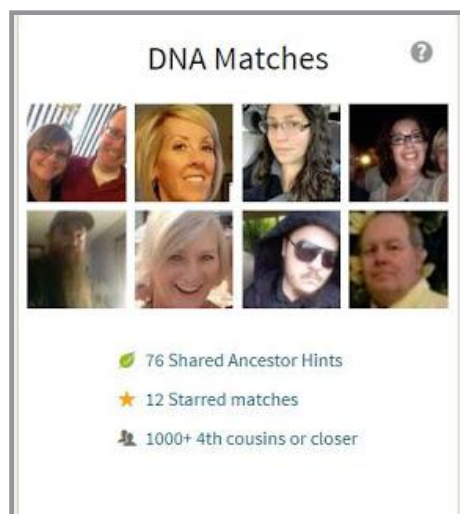 DNA Matches ?
76 Shared Ancestor Hints
12 Starred matches
1000+ 4th cousins or closer